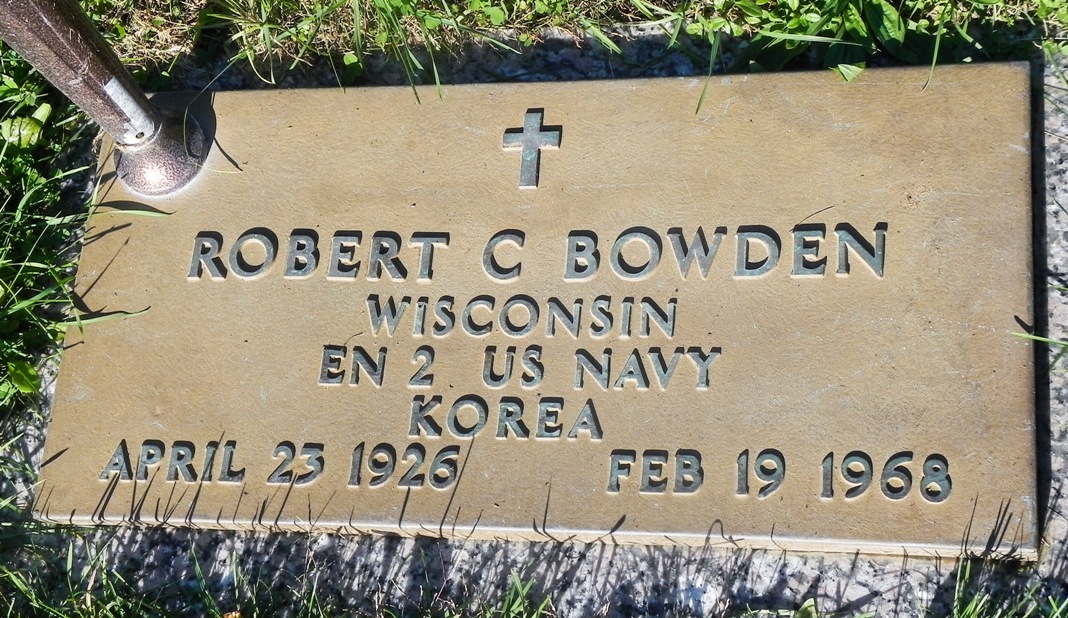 ROBERT C BOWDEN
WISCONSIN
EN 2 US NAVY
KOREA
APRIL 23 1926 FEB 19 1968